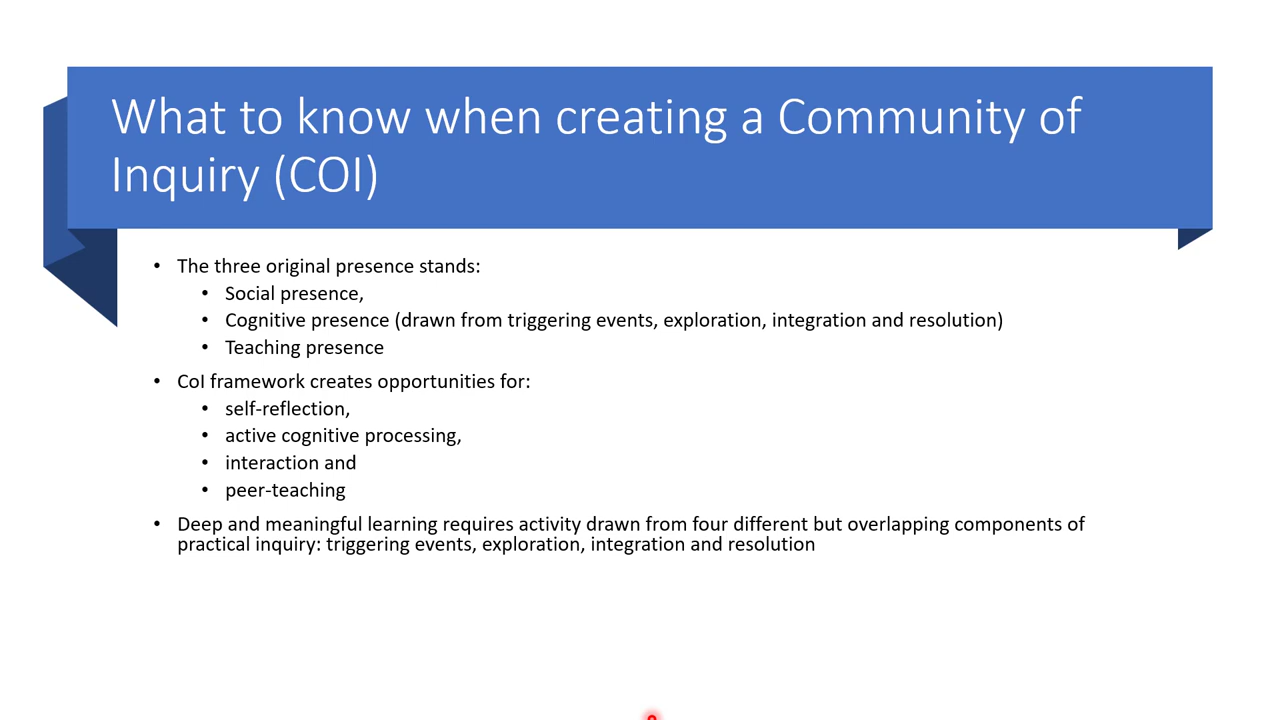 What to know when creating a Community of
Inquiry (COI)
• The three original presence stands:
• Social presence,
• Cognitive presence (drawn from triggering events, exploration, integration and resolution)
• Teaching presence
• CoI framework creates opportunities for:
• self-reflection,
• active cognitive processing,
• interaction and
• peer-teaching
• Deep and meaningful learning requires activity drawn from four different but overlapping components of
practical inquiry: triggering events, exploration, integration and resolution